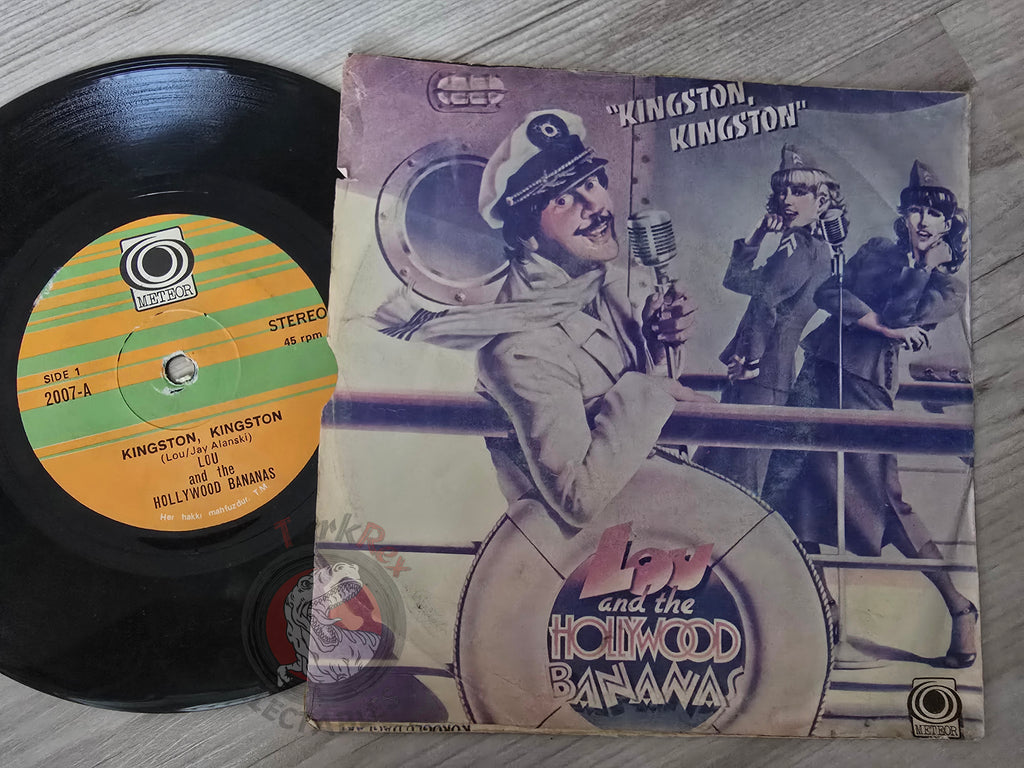 METEOR
STEREO
45 rpm
SIDE 1
2007-A
KINGSTON, KINGSTON
(Lou/Jay Alanski)
LOU
and the
HOLLYWOOD BANANAS
Her hakkı mahfuzdur. T.M.
"KINGSTON,
KINGSTON"
Lou
and the
HOLLYWOOD
BANANAS
METEOR
TurkRex